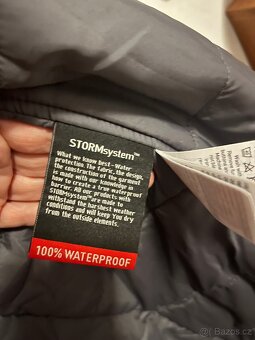 STORMsystem™
What we know best-Water
protection. The fabric, the design,
the construction of the garment
is made with our knowledge in
how to create a true waterproof
barrier. All our products with
STORMsystem™ are made to
withstand the harshest weather
conditions and will keep You dry
from the outside elements.
100% WATERPROOF
© Bazos.cz